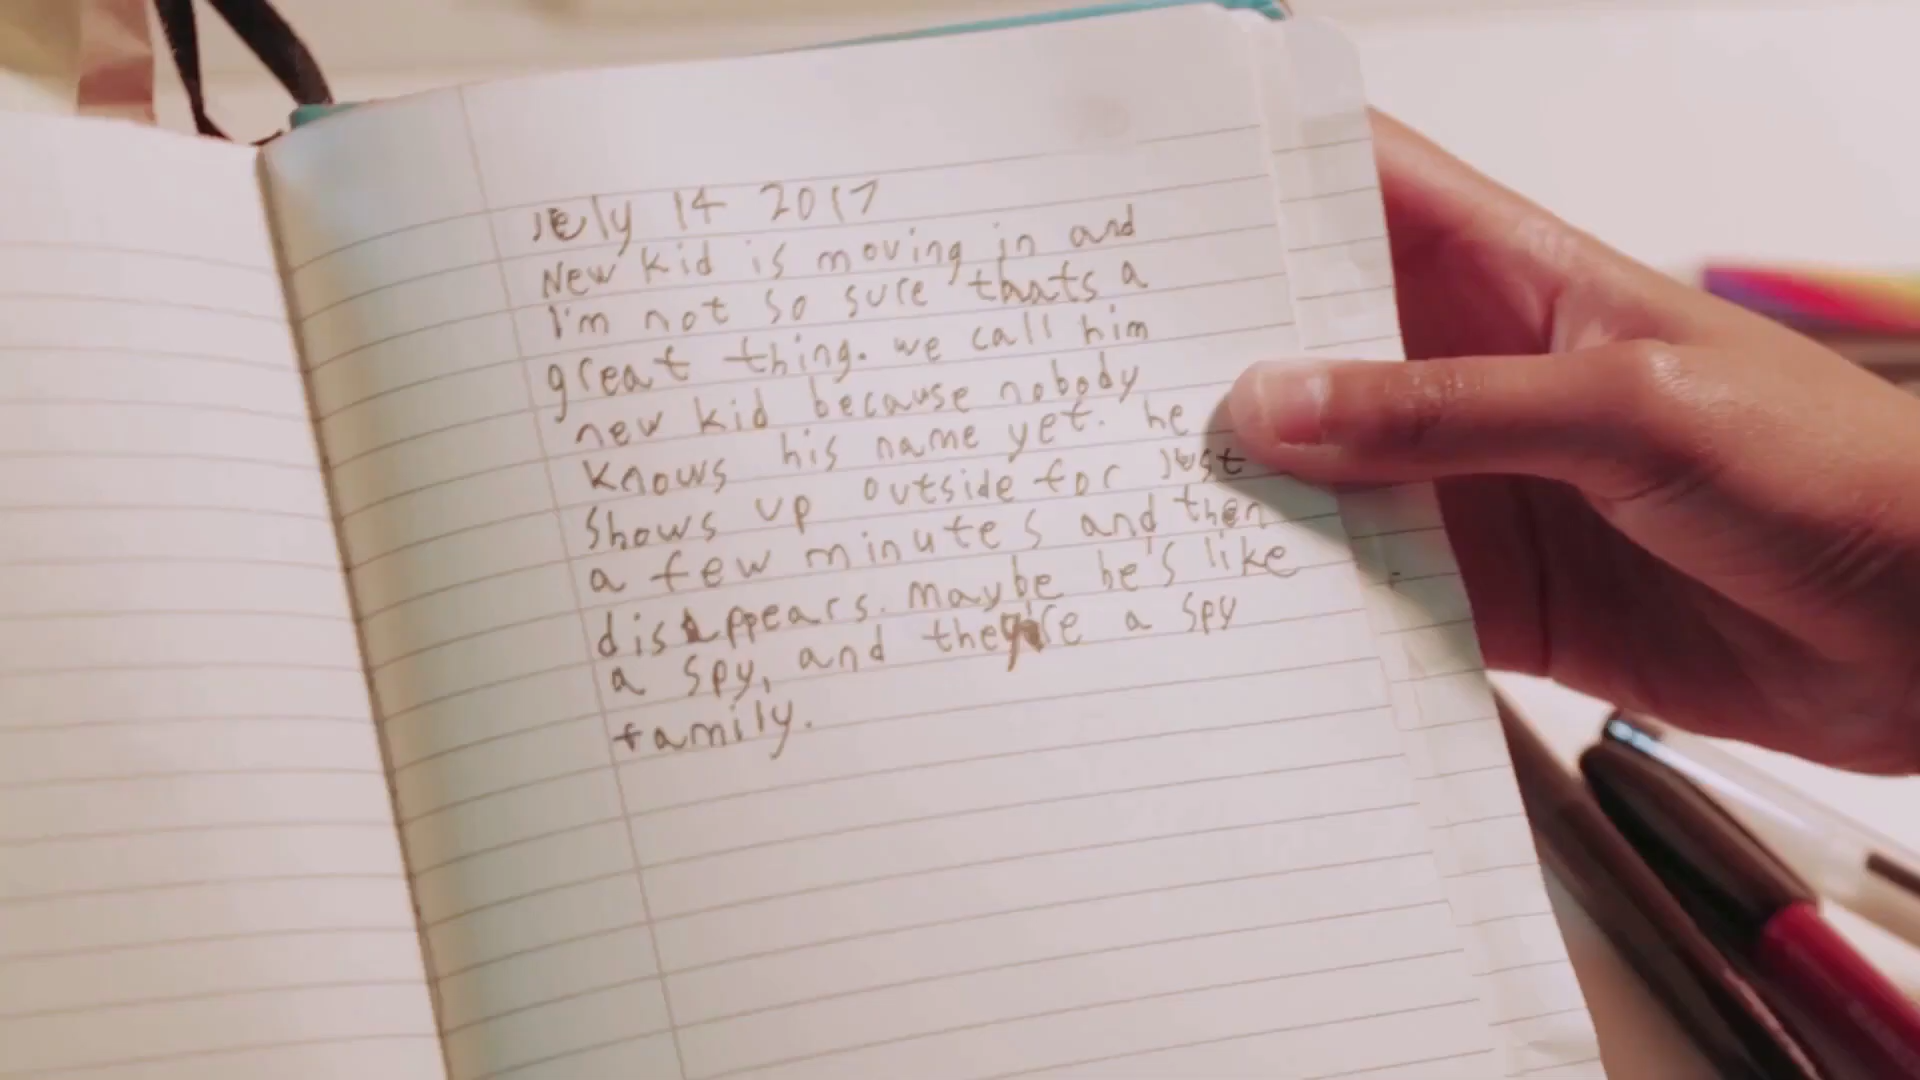 July 14 2017
New kid is moving in and
I'm not so sure thats a
great thing. we call him
new kid because nobody
knows his name yet. he
shows up outside for just
a few minutes and then
disappears. maybe he's like
a spy, and they're a spy
family.